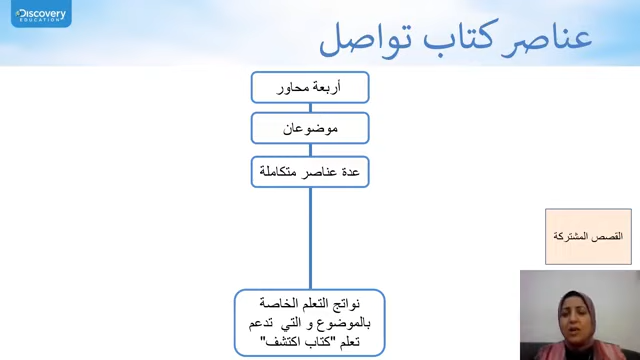 Discovery
EDUCATION
عناصر كتاب تواصل
أربعة محاور
موضوعان
عدة عناصر متكاملة
القصص المشتركة
نواتج التعلم الخاصة
بالموضوع و التي تدعم
تعلم "كتاب اكتشف"